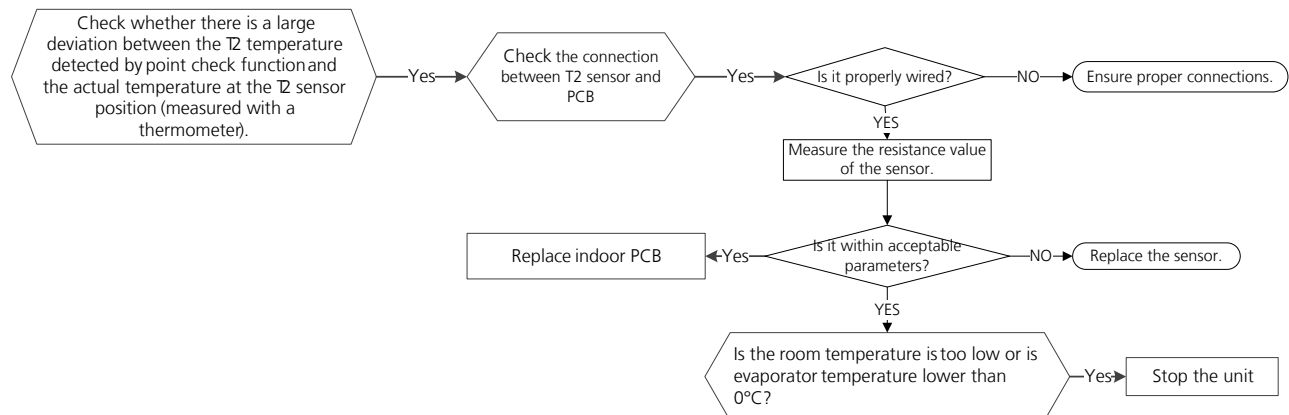 Check whether there is a large
deviation between the T2 temperature
detected by point check function and
the actual temperature at the T2 sensor
position (measured with a
thermometer).
Yes
Check the connection
between T2 sensor and
PCB
Yes
Is it properly wired?
NO
Ensure proper connections.
YES
Measure the resistance value
of the sensor.
Replace indoor PCB
Yes
Is it within acceptable
parameters?
NO
Replace the sensor.
YES
Is the room temperature is too low or is
evaporator temperature lower than
0°C?
Yes
Stop the unit